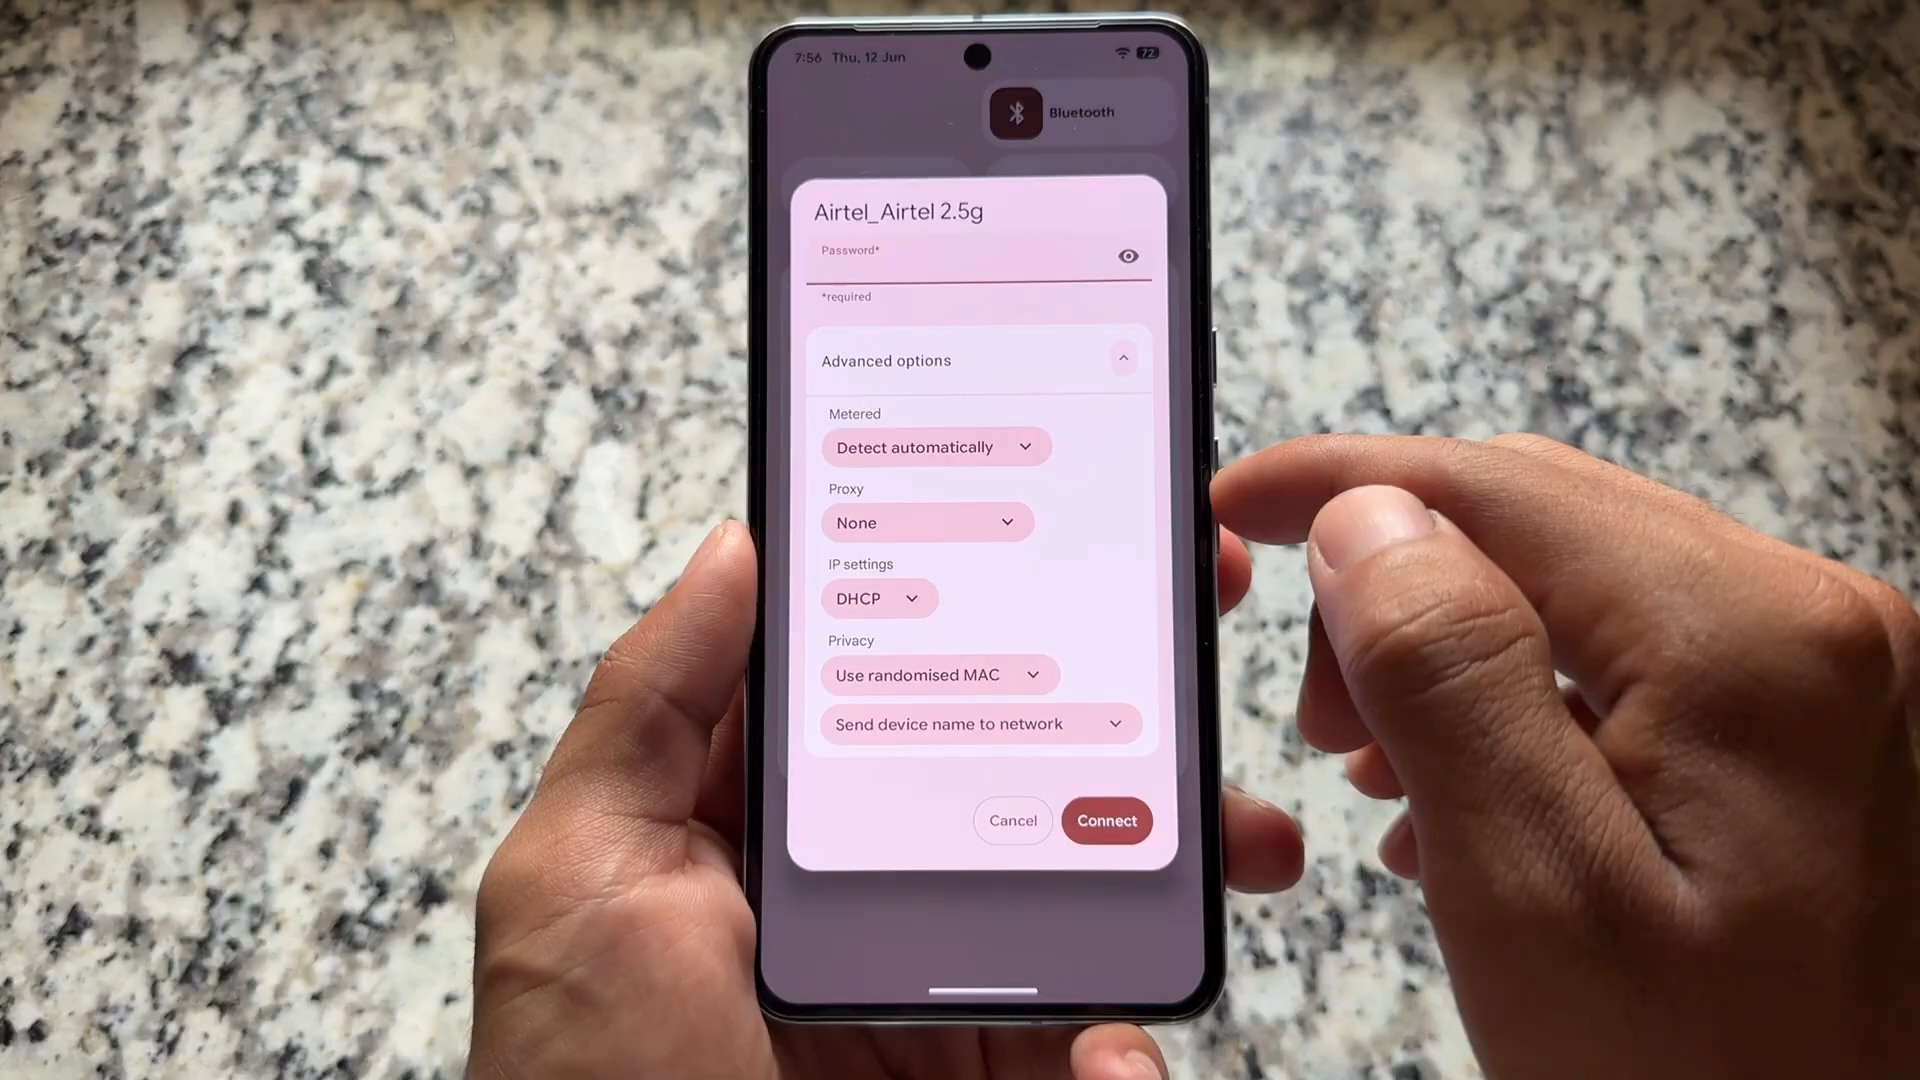 7:56 Thu, 12 Jun 72
Bluetooth
Airtel_Airtel 2.5g
Password*
*required
Advanced options
Metered
Detect automatically
Proxy
None
IP settings
DHCP
Privacy
Use randomised MAC
Send device name to network
Cancel Connect